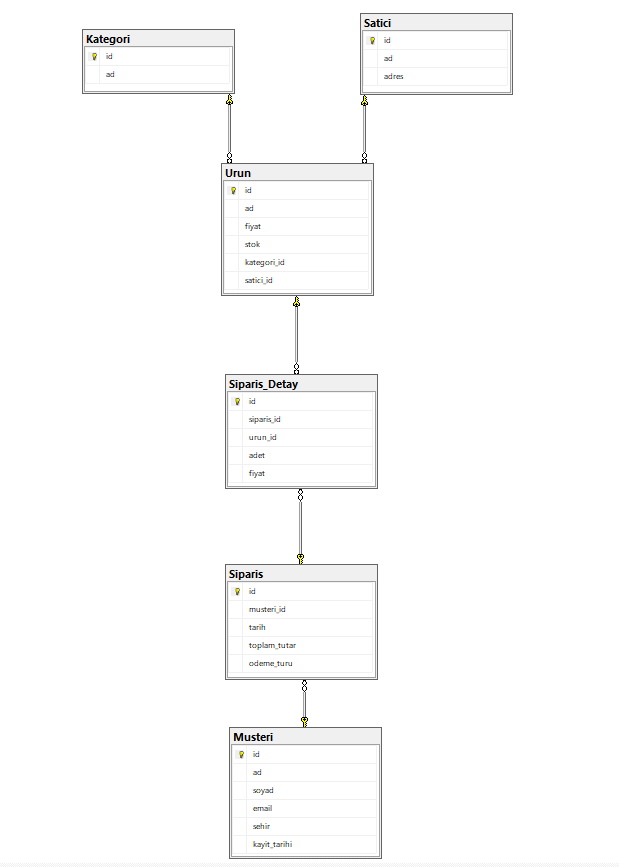 Kategori
id
ad
Satici
id
ad
adres
Urun
id
ad
fiyat
stok
kategori_id
satici_id
Siparis_Detay
id
siparis_id
urun_id
adet
fiyat
Siparis
id
musteri_id
tarih
toplam_tutar
odeme_turu
Musteri
id
ad
soyad
email
sehir
kayit_tarihi